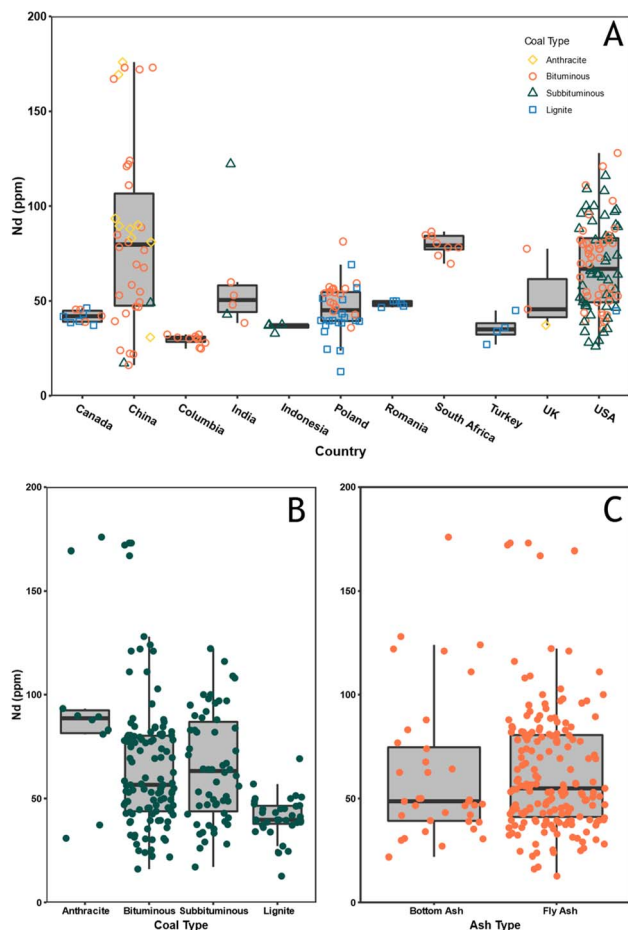 A
Coal Type
Anthracite
Bituminous
Subbituminous
Lignite
200
150
100
50
0
Nd (ppm)
Canada
China
Columbia
India
Indonesia
Poland
Romania
South Africa
Turkey
UK
USA
Country
B
200
150
100
50
0
Nd (ppm)
Anthracite Bituminous Subbituminous Lignite
Coal Type
C
200
150
100
50
0
Bottom Ash Fly Ash
Ash Type